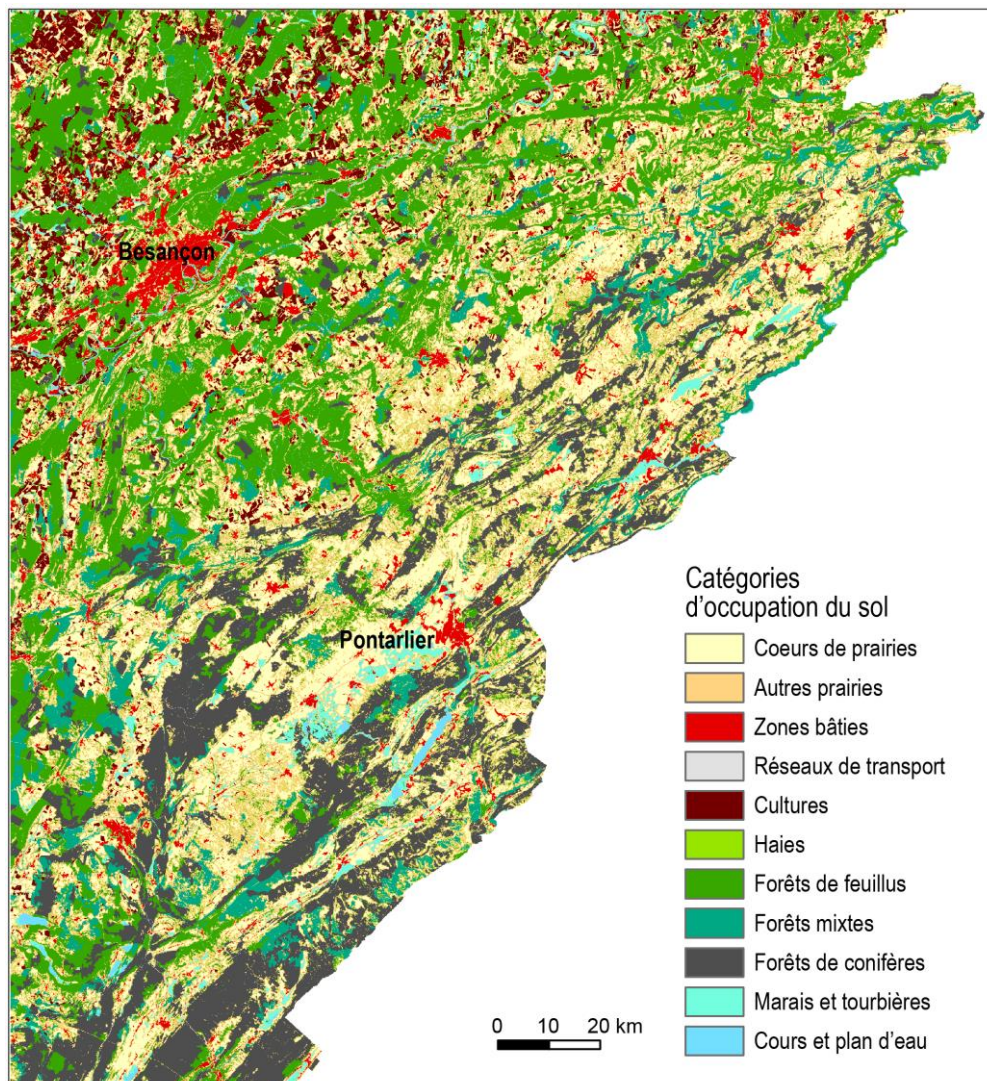 Besançon
Pontarlier
Catégories
d'occupation du sol
Coeurs de prairies
Autres prairies
Zones bâties
Réseaux de transport
Cultures
Haies
Forêts de feuillus
Forêts mixtes
Forêts de conifères
Marais et tourbières
Cours et plan d'eau
0 10 20 km